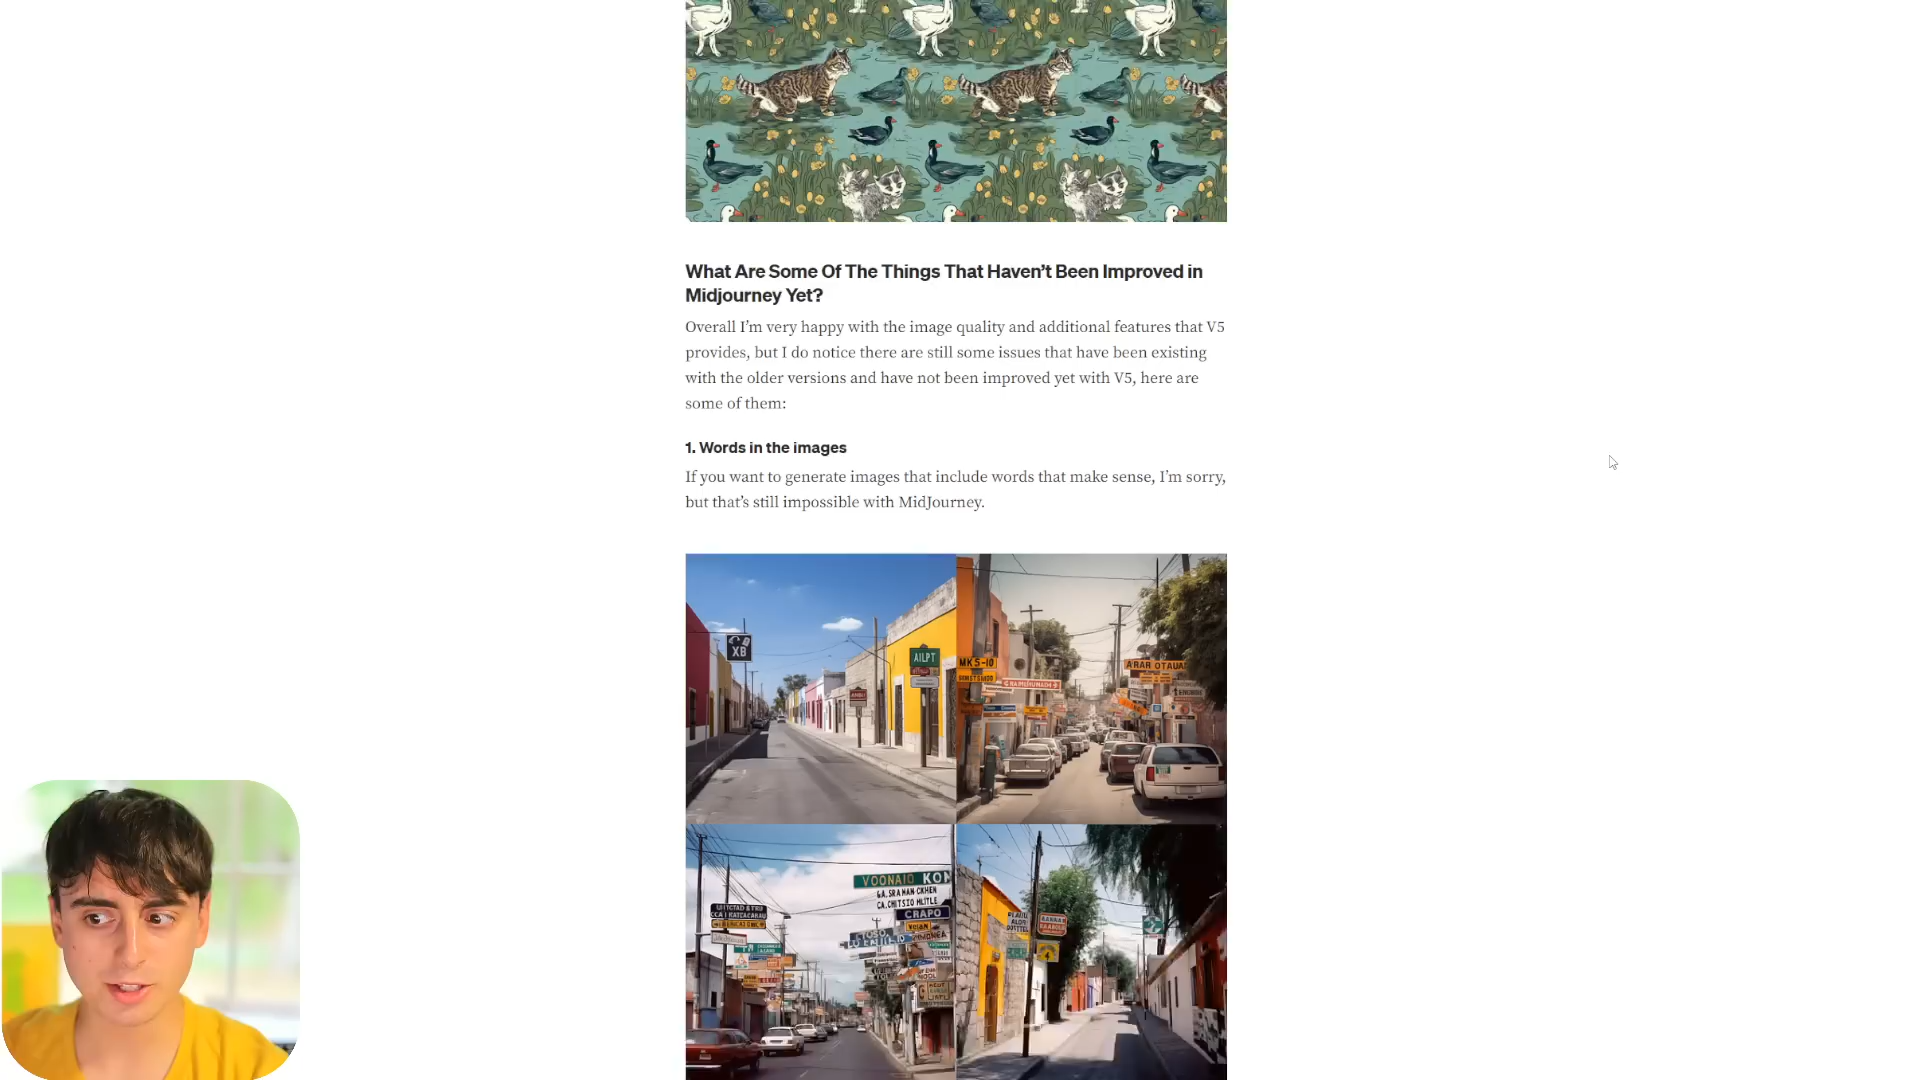 What Are Some Of The Things That Haven’t Been Improved in
Midjourney Yet?
Overall I’m very happy with the image quality and additional features that V5
provides, but I do notice there are still some issues that have been existing
with the older versions and have not been improved yet with V5, here are
some of them:
1. Words in the images
If you want to generate images that include words that make sense, I’m sorry,
but that’s still impossible with MidJourney.
XB
AILPT
MK5-10
ARAR OTAUA
VOONAIO KO
CRAPO